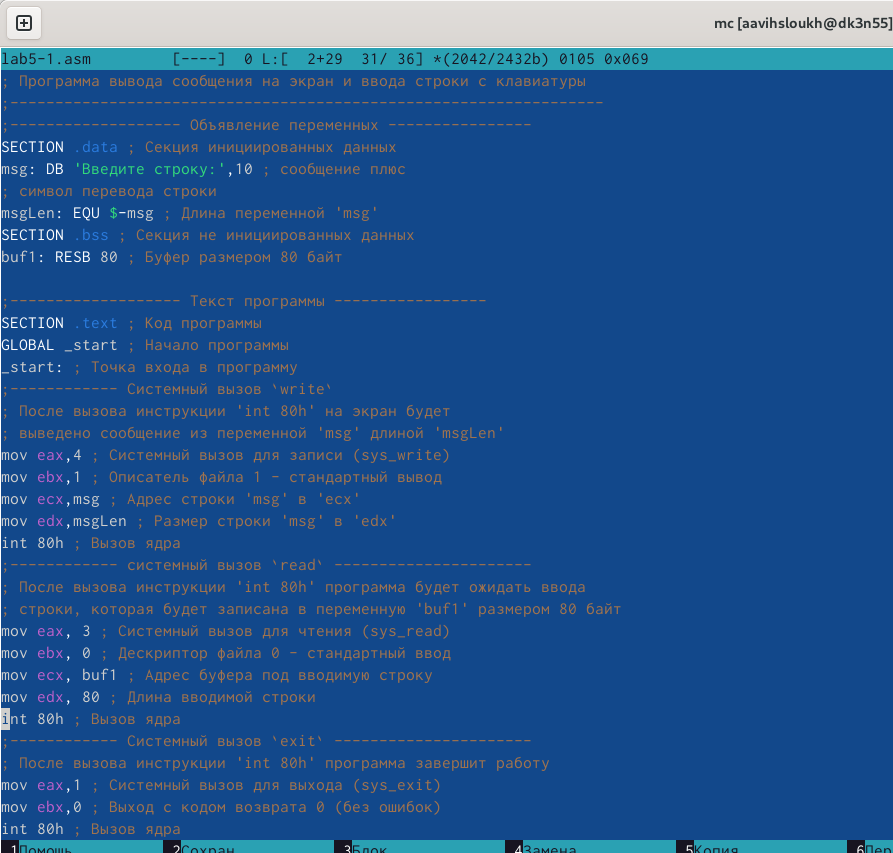 mc [aavihsloukh@dk3n55]
lab5-1.asm [----] 0 L:[ 2+29 31/ 36] *(2042/2432b) 0105 0x069
; Программа вывода сообщения на экран и ввода строки с клавиатуры
;------------------------------------------------------------------
;------------------- Объявление переменных ----------------
SECTION .data ; Секция инициированных данных
msg: DB 'Введите строку:',10 ; сообщение плюс
; символ перевода строки
msgLen: EQU $-msg ; Длина переменной 'msg'
SECTION .bss ; Секция не инициированных данных
buf1: RESB 80 ; Буфер размером 80 байт
;------------------- Текст программы -----------------
SECTION .text ; Код программы
GLOBAL _start ; Начало программы
_start: ; Точка входа в программу
;------------ Системный вызов `write`
; После вызова инструкции 'int 80h' на экран будет
; выведено сообщение из переменной 'msg' длиной 'msgLen'
mov eax,4 ; Системный вызов для записи (sys_write)
mov ebx,1 ; Описатель файла 1 - стандартный вывод
mov ecx,msg ; Адрес строки 'msg' в 'ecx'
mov edx,msgLen ; Размер строки 'msg' в 'edx'
int 80h ; Вызов ядра
;------------ системный вызов `read` ----------------------
; После вызова инструкции 'int 80h' программа будет ожидать ввода
; строки, которая будет записана в переменную 'buf1' размером 80 байт
mov eax, 3 ; Системный вызов для чтения (sys_read)
mov ebx, 0 ; Дескриптор файла 0 - стандартный ввод
mov ecx, buf1 ; Адрес буфера под вводимую строку
mov edx, 80 ; Длина вводимой строки
int 80h ; Вызов ядра
;------------ Системный вызов `exit` ----------------------
; После вызова инструкции 'int 80h' программа завершит работу
mov eax,1 ; Системный вызов для выхода (sys_exit)
mov ebx,0 ; Выход с кодом возврата 0 (без ошибок)
int 80h ; Вызов ядра
1Помощь 2Сохран 3Блок 4Замена 5Копия 6Пер